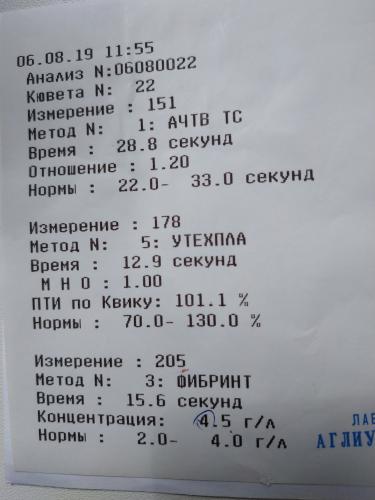 06.08.19 11:55
Анализ N:06080022
Кювета N: 22
Измерение : 151
Метод N: 1: АЧТВ ТС
Время : 28.8 секунд
Отношение : 1.20
Нормы : 22.0- 33.0 секунд
Измерение : 178
Метод N: 5: УТЕХПЛА
Время : 12.9 секунд
М Н О : 1.00
ПТИ по Квику: 101.1 %
Нормы : 70.0- 130.0 %
Измерение : 205
Метод N: 3: ФИБРИНТ
Время : 15.6 секунд
Концентрация: 4.5 г/л
Нормы : 2.0- 4.0 г/л